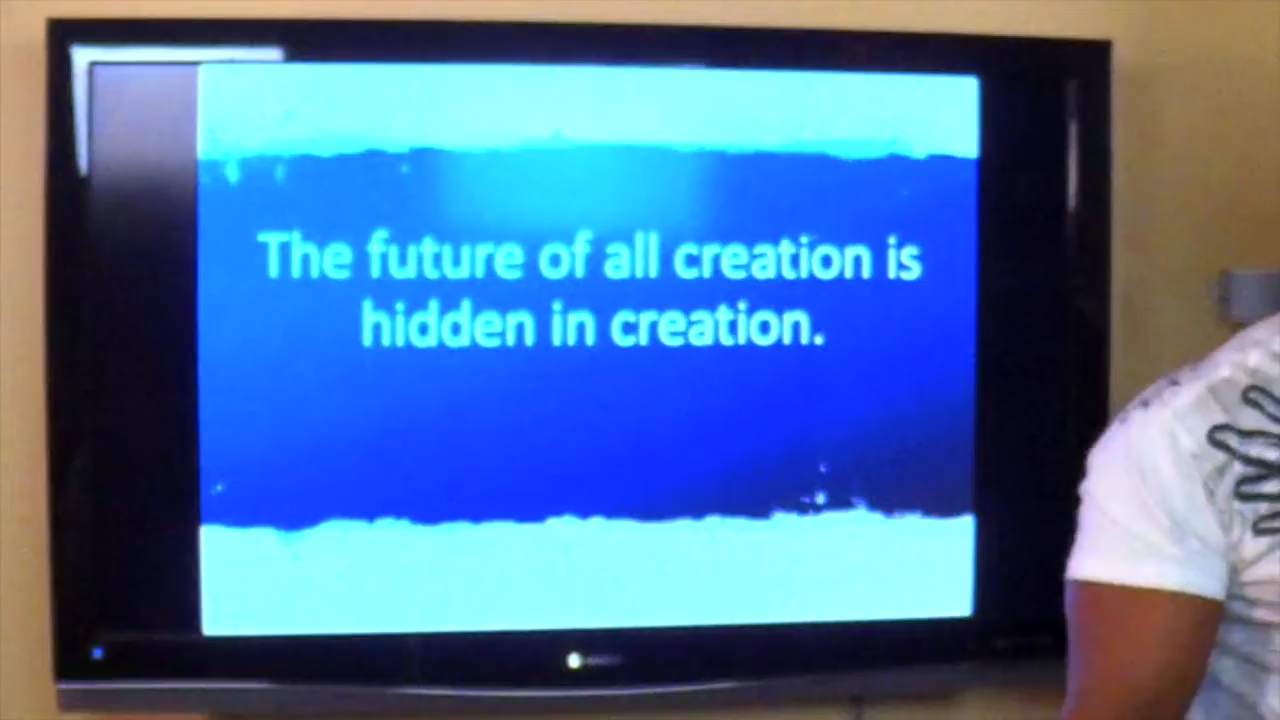 The future of all creation is
hidden in creation.